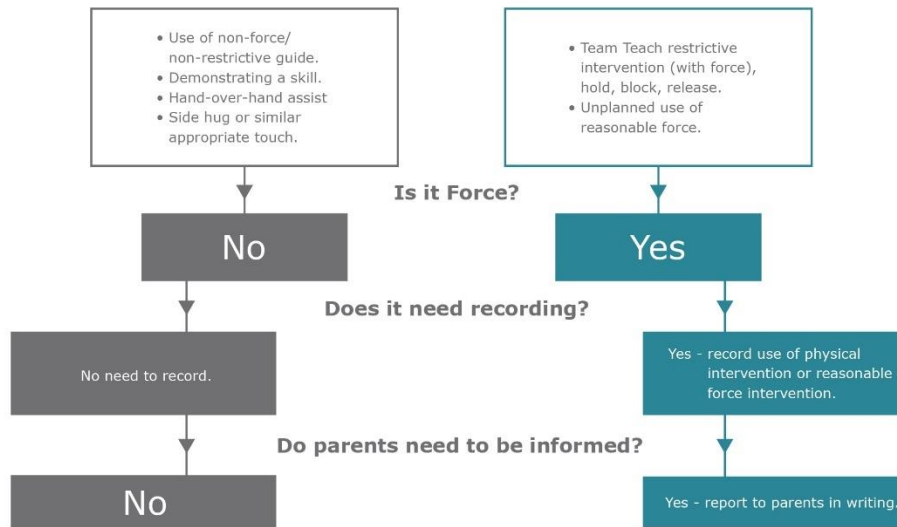 • Use of non-force/
non-restrictive guide.
• Demonstrating a skill.
• Hand-over-hand assist
• Side hug or similar
appropriate touch.
• Team Teach restrictive
intervention (with force),
hold, block, release.
• Unplanned use of
reasonable force.
Is it Force?
No
Yes
Does it need recording?
No need to record.
Yes - record use of physical
intervention or reasonable
force intervention.
Do parents need to be informed?
No
Yes - report to parents in writing.